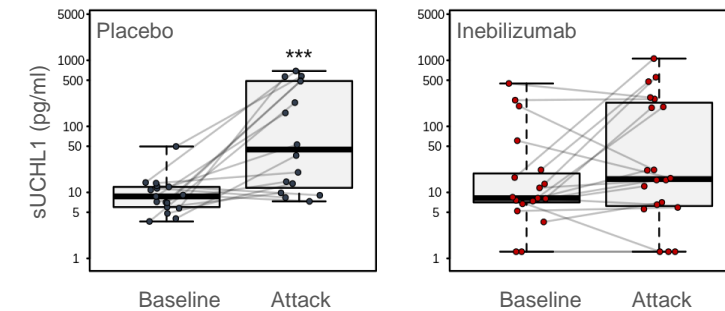 Placebo
Inebilizumab
***
sUCHL1 (pg/ml)
5000
1000
500
100
50
10
5
1
5000
1000
500
100
50
10
5
1
Baseline
Attack
Baseline
Attack